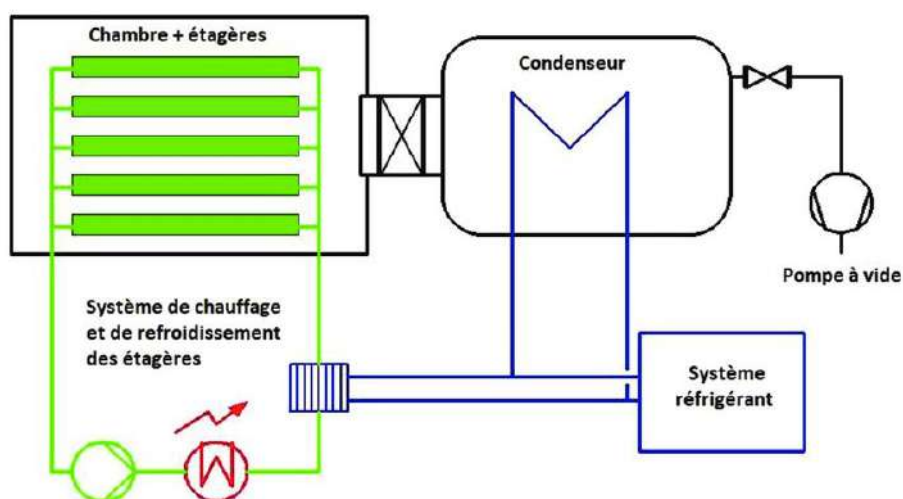 Chambre + étagères
Condenseur
Pompe à vide
Système de chauffage
et de refroidissement
des étagères
Système
réfrigérant